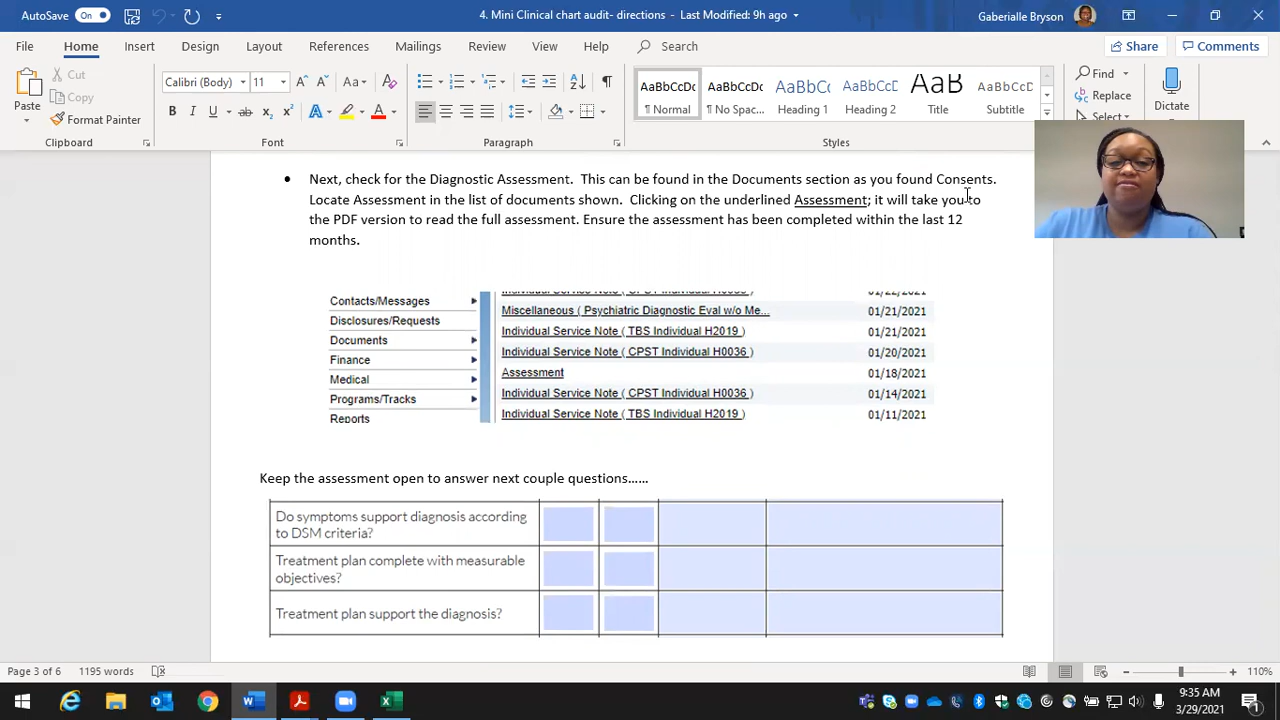 AutoSave On 4. Mini Clinical chart audit- directions - Last Modified: 9h ago Gaberialle Bryson
File Home Insert Design Layout References Mailings Review View Help Search Share Comments
Paste
Cut
Copy
Format Painter
Calibri (Body) 11
AaBbCcDc AaBbCcDc AaBbCc AaBbCcD AaB AaBbCcD
¶ Normal ¶ No Spac... Heading 1 Heading 2 Title Subtitle
Find
Replace
Select
Dictate
Clipboard Font Paragraph Styles Voice
Next, check for the Diagnostic Assessment. This can be found in the Documents section as you found Consents.
Locate Assessment in the list of documents shown. Clicking on the underlined Assessment; it will take you to
the PDF version to read the full assessment. Ensure the assessment has been completed within the last 12
months.
Individual Service Note ( CPST Individual H0036 ) 01/22/2021
Contacts/Messages
Disclosures/Requests
Documents
Finance
Medical
Programs/Tracks
Reports
Miscellaneous ( Psychiatric Diagnostic Eval w/o Me... 01/21/2021
Individual Service Note ( TBS Individual H2019 ) 01/21/2021
Individual Service Note ( CPST Individual H0036 ) 01/20/2021
Assessment 01/18/2021
Individual Service Note ( CPST Individual H0036 ) 01/14/2021
Individual Service Note ( TBS Individual H2019 ) 01/11/2021
Keep the assessment open to answer next couple questions......
Do symptoms support diagnosis according
to DSM criteria?
Treatment plan complete with measurable
objectives?
Treatment plan support the diagnosis?
Page 3 of 6 1195 words 110%
9:35 AM
3/29/2021